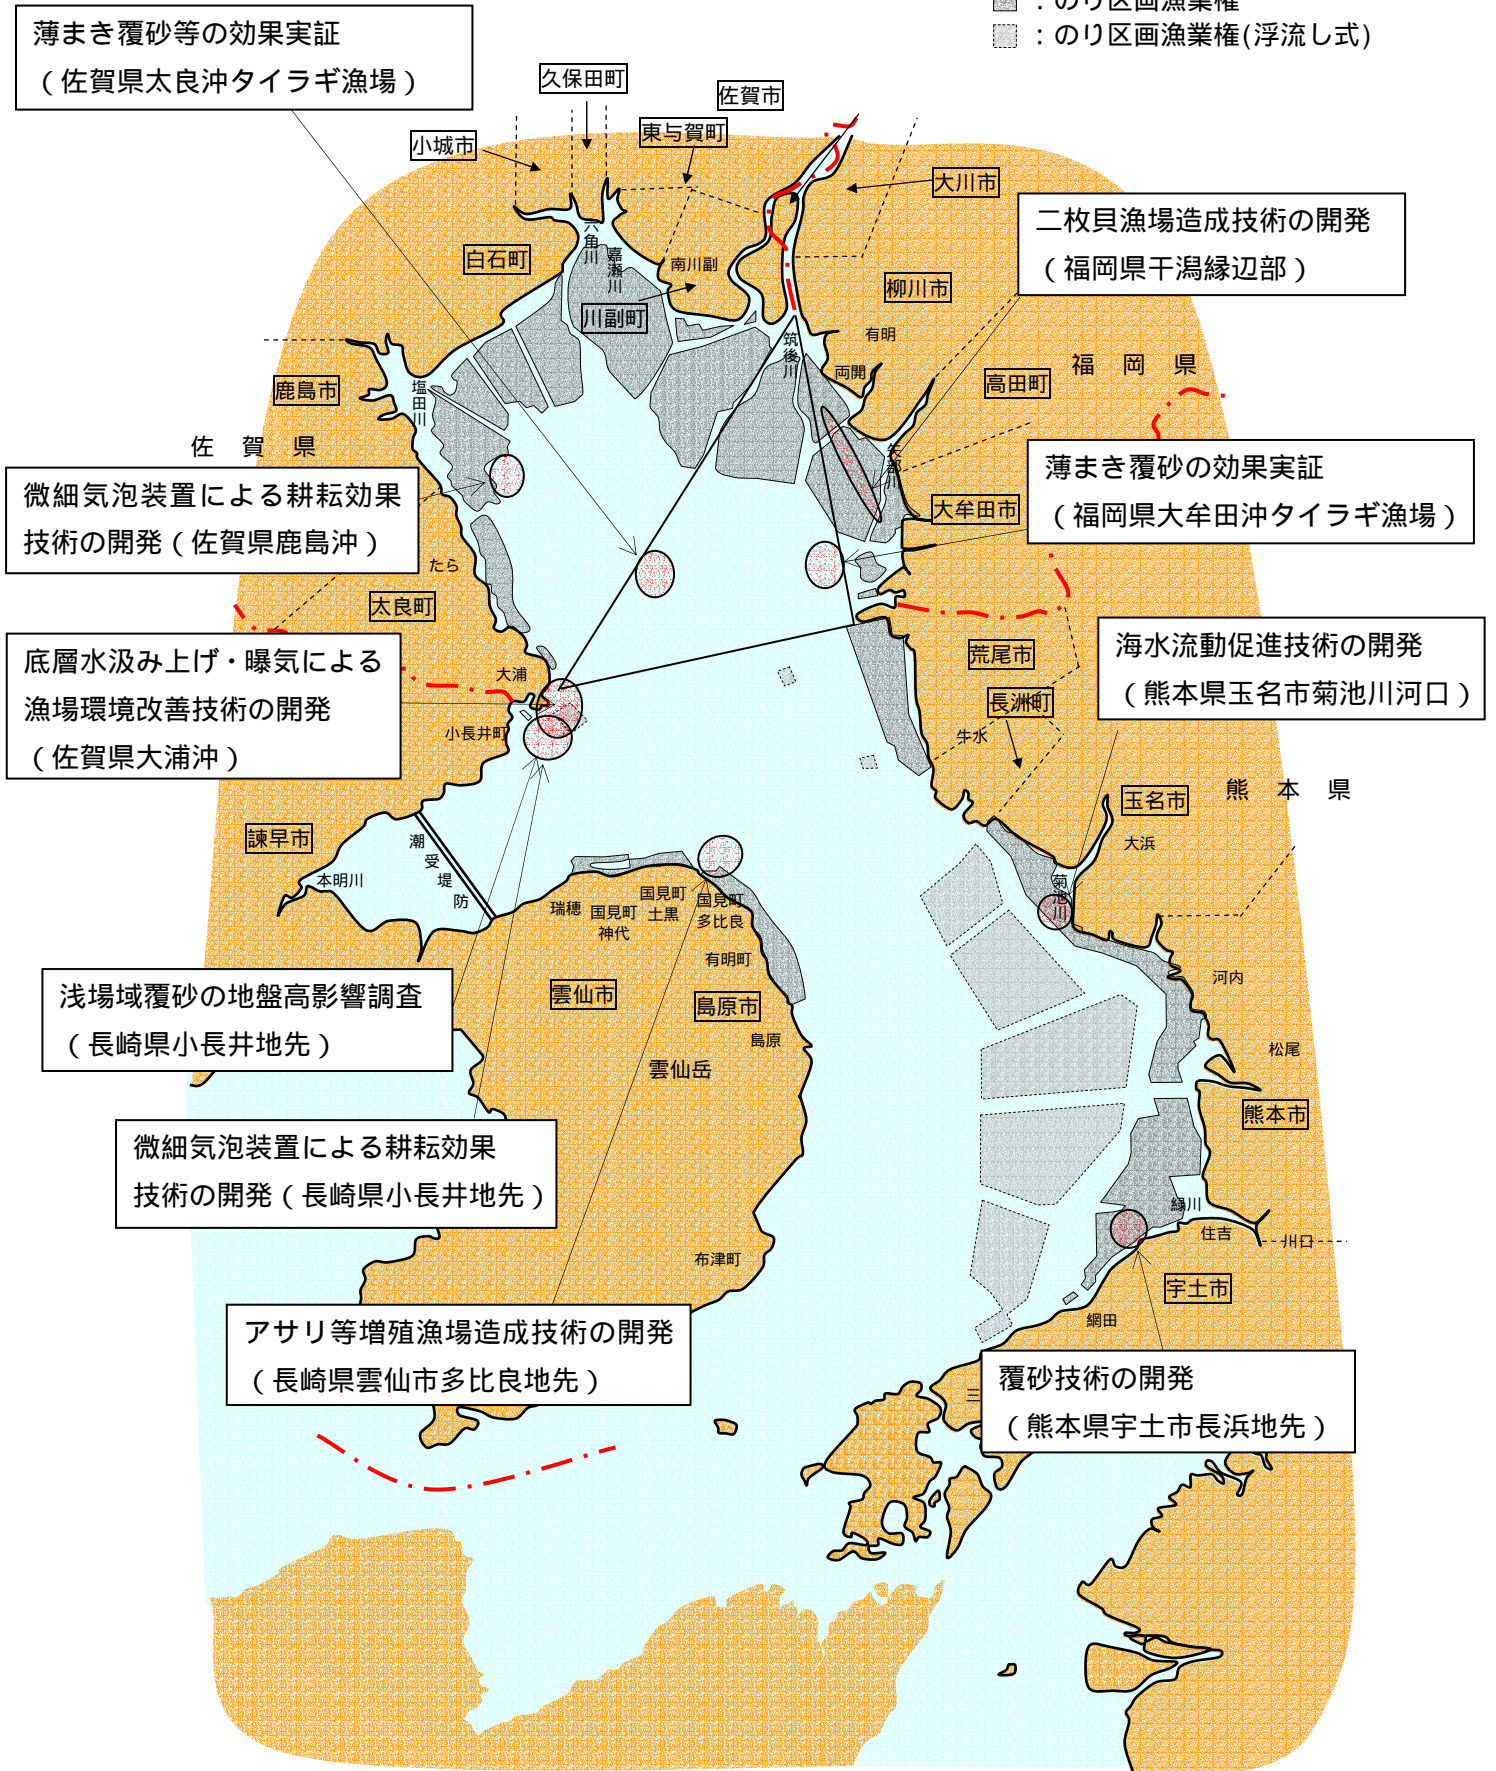 ：のり区画漁業権
：のり区画漁業権(浮流し式)
薄まき覆砂等の効果実証
（佐賀県太良沖タイラギ漁場）
久保田町
佐賀市
東与賀町
小城市
大川市
二枚貝漁場造成技術の開発
（福岡県干潟縁辺部）
六角川
嘉瀬川
白石町
南川副
川副町
柳川市
有明
筑後川
両開
福岡県
高田町
鹿島市
塩田川
佐賀県
矢部川
薄まき覆砂の効果実証
（福岡県大牟田沖タイラギ漁場）
微細気泡装置による耕耘効果
技術の開発（佐賀県鹿島沖）
大牟田市
たら
太良町
海水流動促進技術の開発
（熊本県玉名市菊池川河口）
底層水汲み上げ・曝気による
漁場環境改善技術の開発
（佐賀県大浦沖）
大浦
小長井町
荒尾市
長洲町
牛水
熊本県
玉名市
大浜
諫早市
潮受堤防
本明川
菊池川
瑞穂
国見町
神代
国見町
土黒
国見町
多比良
有明町
河内
浅場域覆砂の地盤高影響調査
（長崎県小長井地先）
雲仙市
島原市
島原
雲仙岳
松尾
熊本市
微細気泡装置による耕耘効果
技術の開発（長崎県小長井地先）
緑川
住吉
川口
布津町
宇土市
網田
アサリ等増殖漁場造成技術の開発
（長崎県雲仙市多比良地先）
三
覆砂技術の開発
（熊本県宇土市長浜地先）